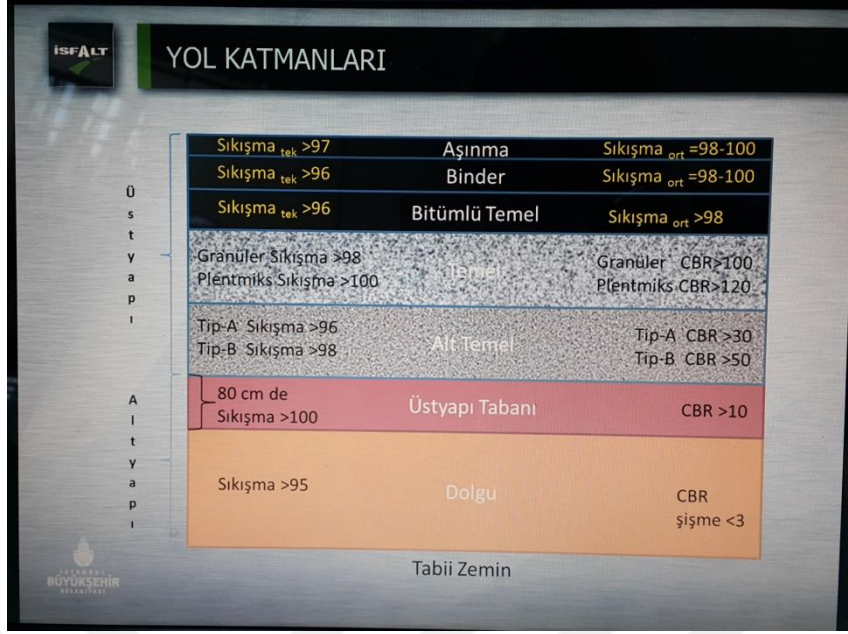 İSFALT
YOL KATMANLARI
Üstyapı
Sıkışma tek >97 Aşınma Sıkışma ort =98-100
Sıkışma tek >96 Binder Sıkışma ort =98-100
Sıkışma tek >96 Bitümlü Temel Sıkışma ort >98
Granüler Sıkışma >98
Plentmiks Sıkışma >100
Temel
Granüler CBR>100
Plentmiks CBR>120
Tip-A Sıkışma >96
Tip-B Sıkışma >98
Alt Temel
Tip-A CBR >30
Tip-B CBR >50
Altyapı
80 cm de
Sıkışma >100
Üstyapı Tabanı
CBR >10
Sıkışma >95
Dolgu
CBR
şişme <3
Tabii Zemin
İSTANBUL
BÜYÜKŞEHİR
BELEDİYESİ